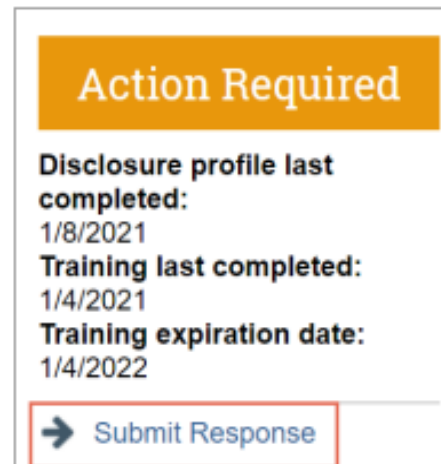 Action Required
Disclosure profile last
completed:
1/8/2021
Training last completed:
1/4/2021
Training expiration date:
1/4/2022
Submit Response